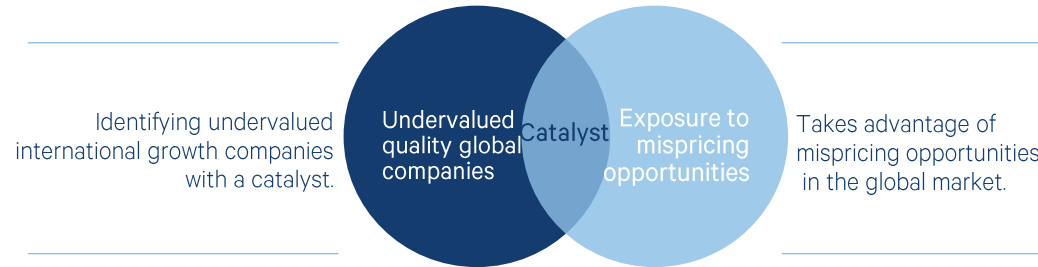 Identifying undervalued
international growth companies
with a catalyst.
Undervalued
quality global
companies
Catalyst
Exposure to
mispricing
opportunities
Takes advantage of
mispricing opportunities
in the global market.